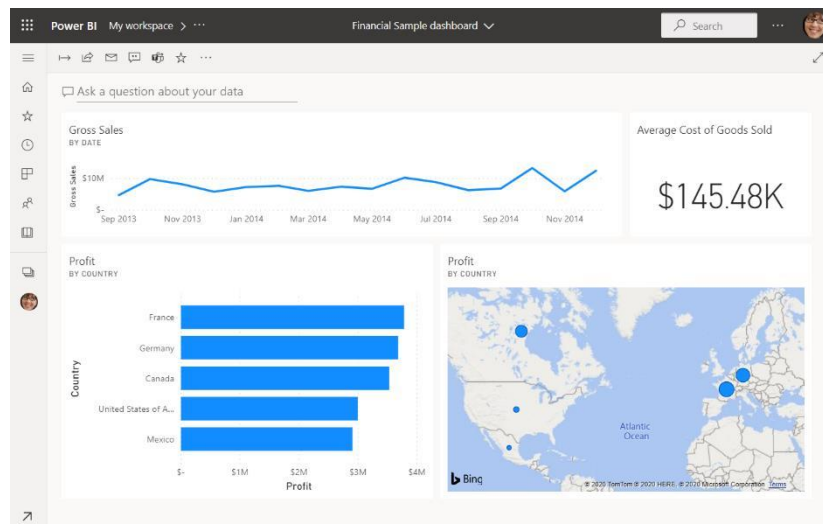 Power BI My workspace > ...
Financial Sample dashboard
Search
Ask a question about your data
Gross Sales
BY DATE
Gross Sales
$10M
$-
Sep 2013 Nov 2013 Jan 2014 Mar 2014 May 2014 Jul 2014 Sep 2014 Nov 2014
Average Cost of Goods Sold
$145.48K
Profit
BY COUNTRY
Country
France
Germany
Canada
United States of A...
Mexico
$- $1M $2M $3M $4M
Profit
Profit
BY COUNTRY
Atlantic
Ocean
Bing
© 2020 TomTom © 2020 HERE, © 2020 Microsoft Corporation Terms